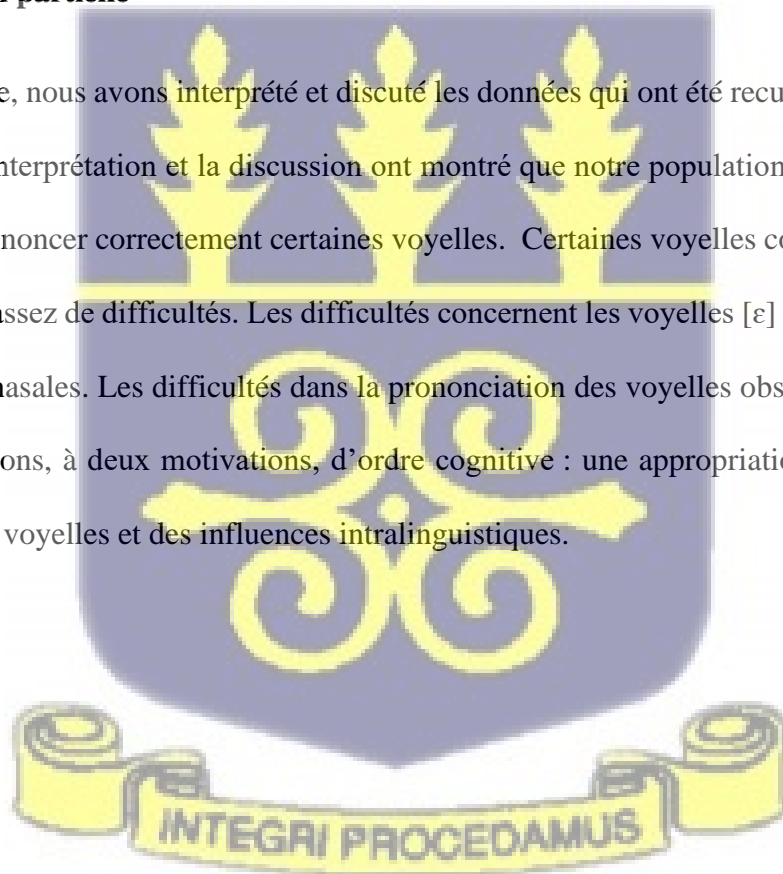 partielle
e, nous avons interprété et discuté les données qui ont été recu
nterprétation et la discussion ont montré que notre population
noncer correctement certaines voyelles. Certaines voyelles co
assez de difficultés. Les difficultés concernent les voyelles [ɛ]
nasales. Les difficultés dans la prononciation des voyelles obs
ons, à deux motivations, d’ordre cognitive : une appropriatio
voyelles et des influences intralinguistiques.
INTEGRI PROCEDAMUS